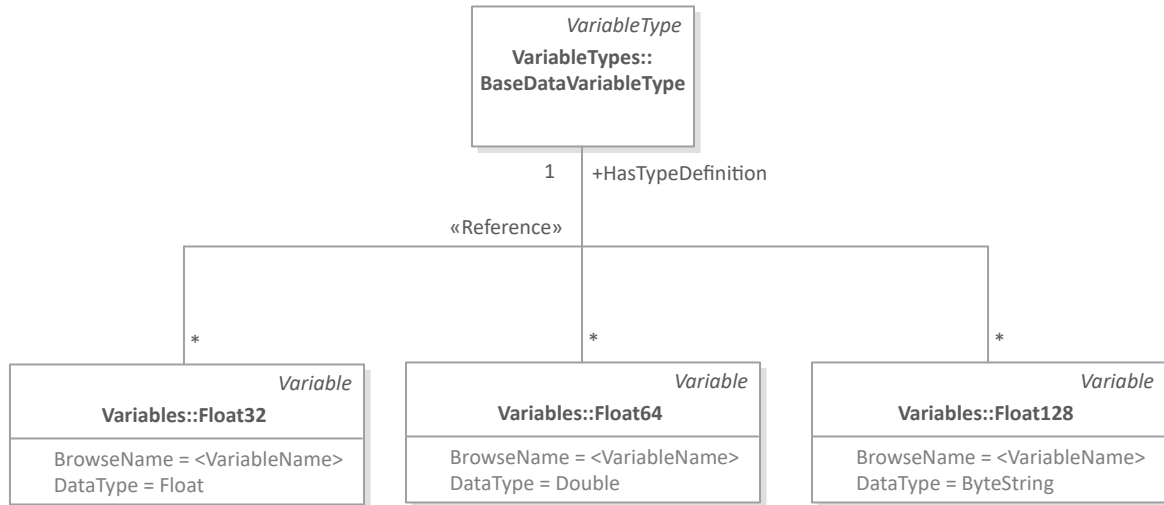 VariableType
VariableTypes::
BaseDataVariableType
1
+HasTypeDefinition
«Reference»
*
*
*
Variable
Variables::Float32
BrowseName = <VariableName>
DataType = Float
Variable
Variables::Float64
BrowseName = <VariableName>
DataType = Double
Variable
Variables::Float128
BrowseName = <VariableName>
DataType = ByteString